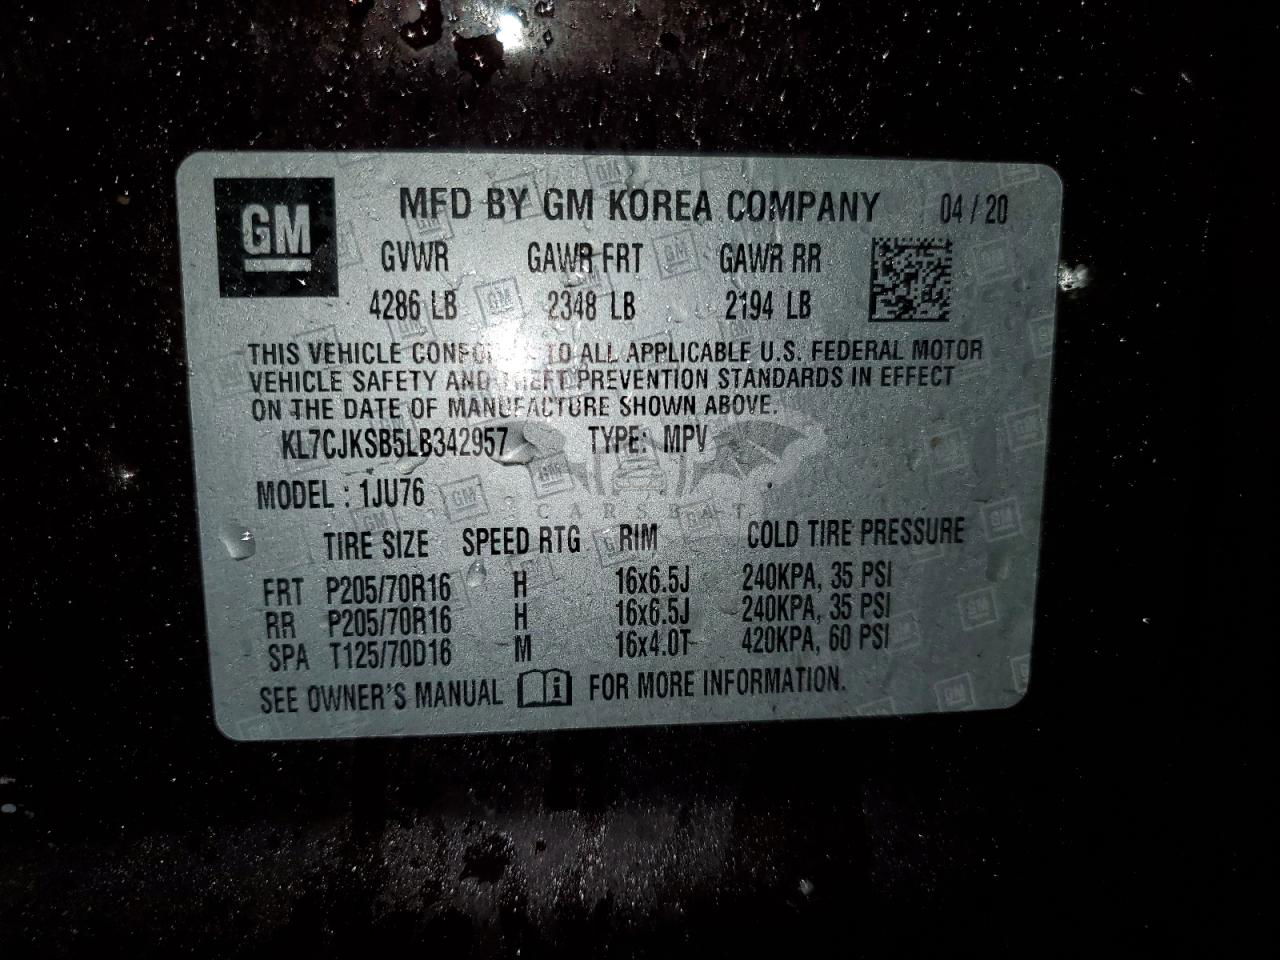 GM MFD BY GM KOREA COMPANY 04 / 20
GVWR GAWR FRT GAWR RR
4286 LB 2348 LB 2194 LB
THIS VEHICLE TO ALL APPLICABLE U.S. FEDERAL MOTOR
VEHICLE SAFETY AND THEFT PREVENTION STANDARDS IN EFFECT
ON THE DATE OF MANUFACTURE SHOWN ABOVE.
KL7CJKSB5LB342957 TYPE: MPV
MODEL : 1JU76
TIRE SIZE SPEED RTG RIM COLD TIRE PRESSURE
FRT P205/70R16 H 16x6.5J 240KPA, 35 PSI
RR P205/70R16 H 16x6.5J 240KPA, 35 PSI
SPA T125/70D16 M 16x4.0T 420KPA, 60 PSI
SEE OWNER'S MANUAL FOR MORE INFORMATION.